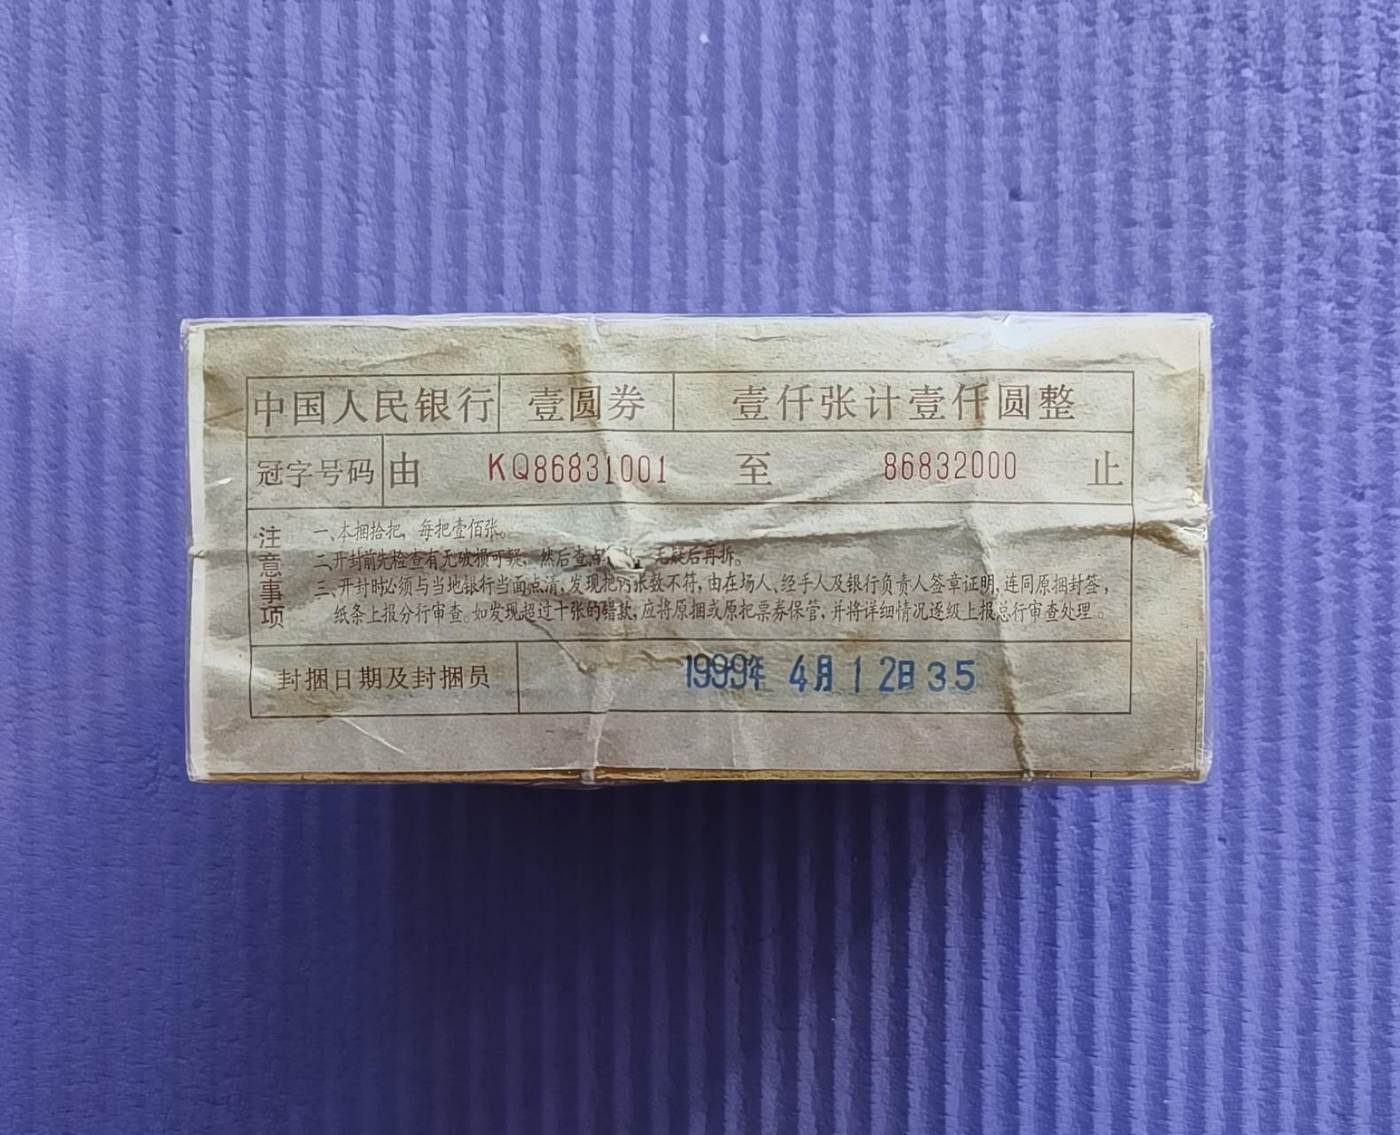 中国人民银行 壹圆券 壹仟张计壹仟圆整
冠字号码 由 KQ86831001 至 86832000 止
注意事项
一、本捆拾把,每把壹佰张。
二、开封前先检查有无破损可疑,然后查点 无疑后再拆。
三、开封时必须与当地银行当面点清,发现把内张数不符,由在场人、经手人及银行负责人签章证明,连同原捆封签,
纸条上报分行审查。如发现超过十张的错款,应将原捆或原把票券保管,并将详细情况逐级上报总行审查处理。
封捆日期及封捆员 1999年 4月12日35